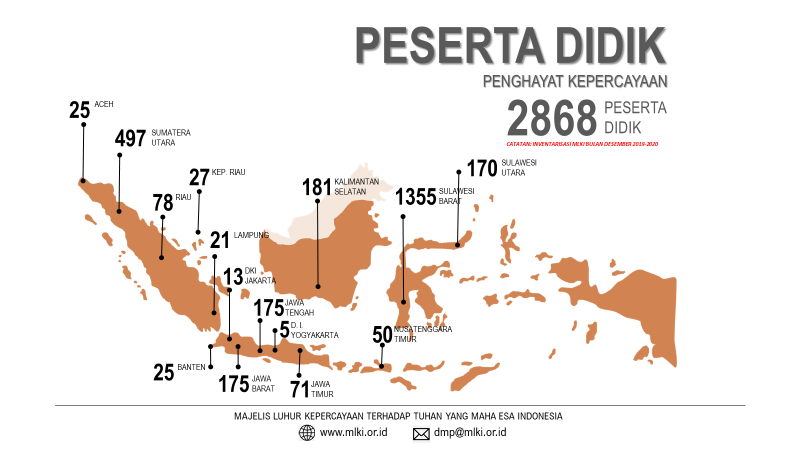 PESERTA DIDIK
PENGHAYAT KEPERCAYAAN
2868 PESERTA
DIDIK
CATATAN: INVENTARISASI MLKI BULAN DESEMBER 2019-2020
25 ACEH
497 SUMATERA
UTARA
27 KEP. RIAU
78 RIAU
181 KALIMANTAN
SELATAN
1355 SULAWESI
BARAT
170 SULAWESI
UTARA
21 LAMPUNG
13 DKI
JAKARTA
175 JAWA
TENGAH
5 D. I.
YOGYAKARTA
50 NUSATENGGARA
TIMUR
25 BANTEN
175 JAWA
BARAT
71 JAWA
TIMUR
MAJELIS LUHUR KEPERCAYAAN TERHADAP TUHAN YANG MAHA ESA INDONESIA
www.mlki.or.id dmp@mlki.or.id